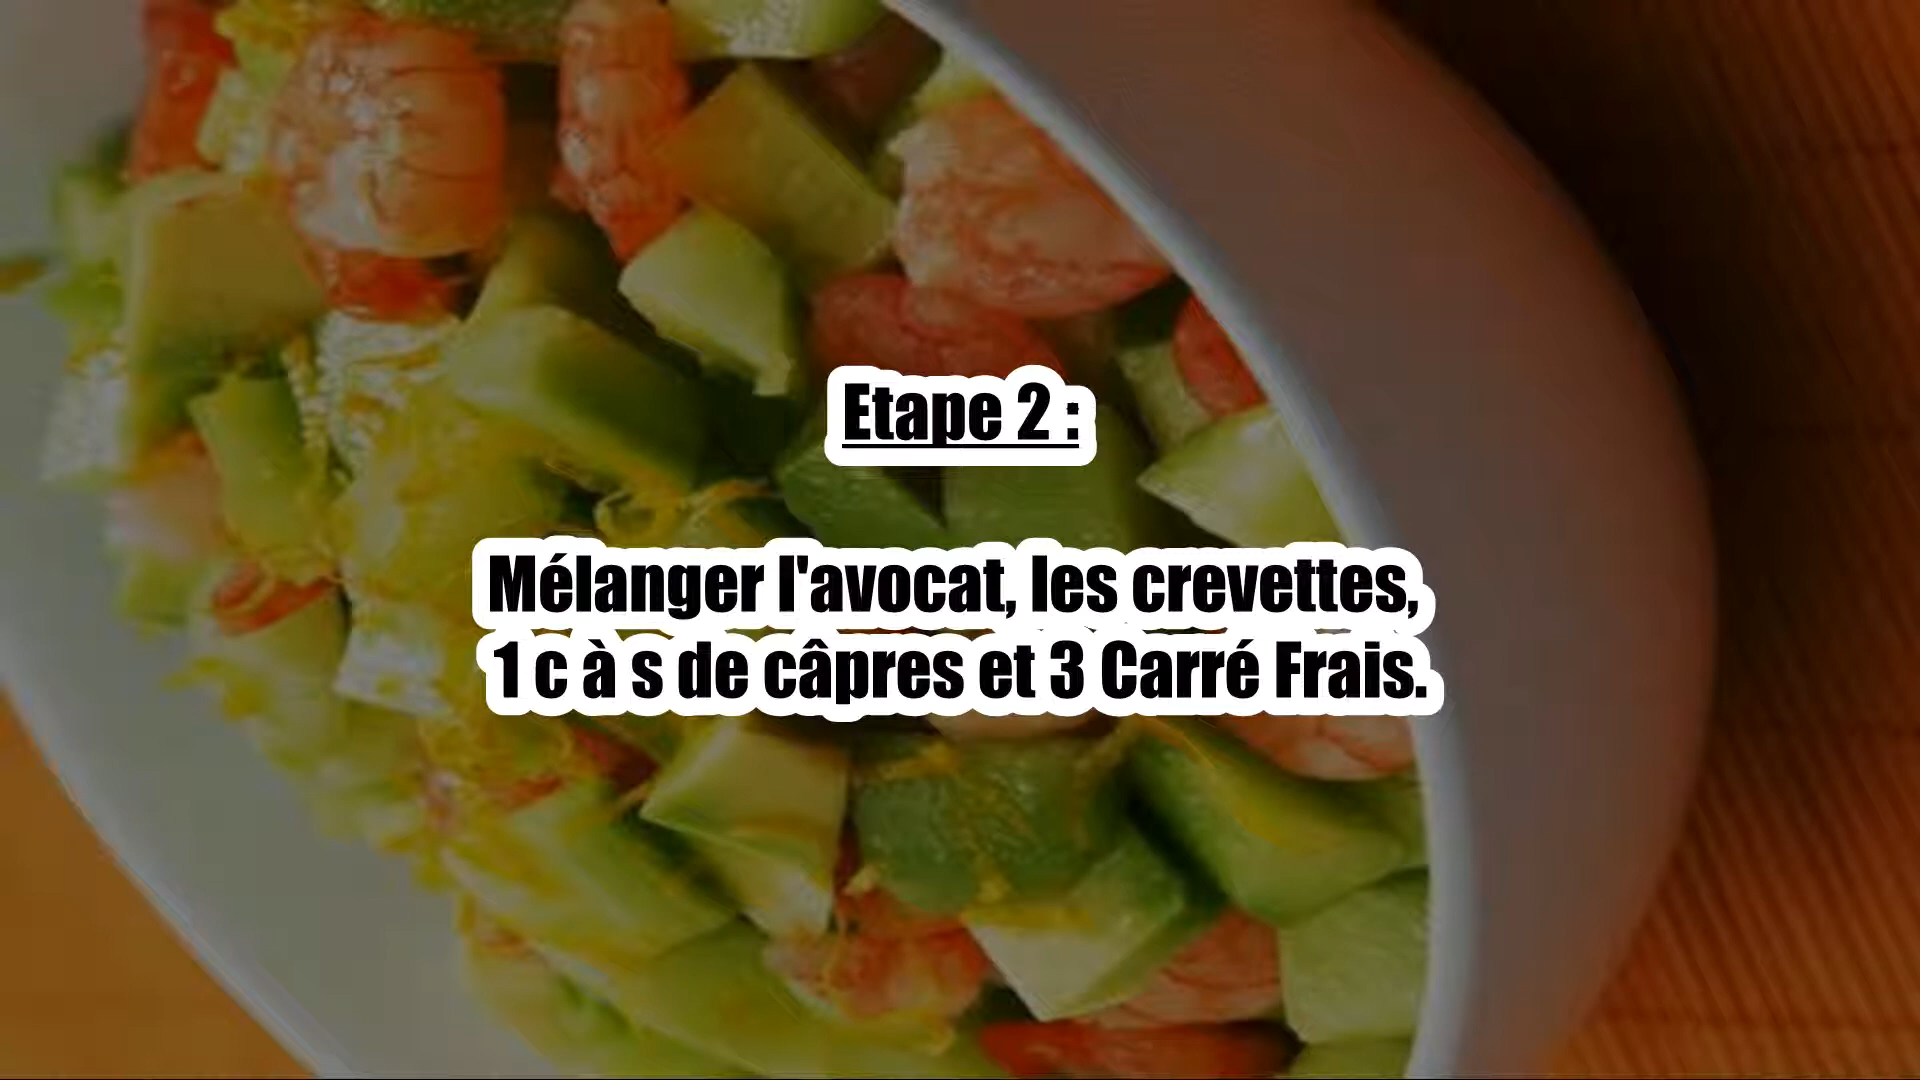 Etape 2 :
Mélanger l'avocat, les crevettes,
1 c à s de câpres et 3 Carré Frais.